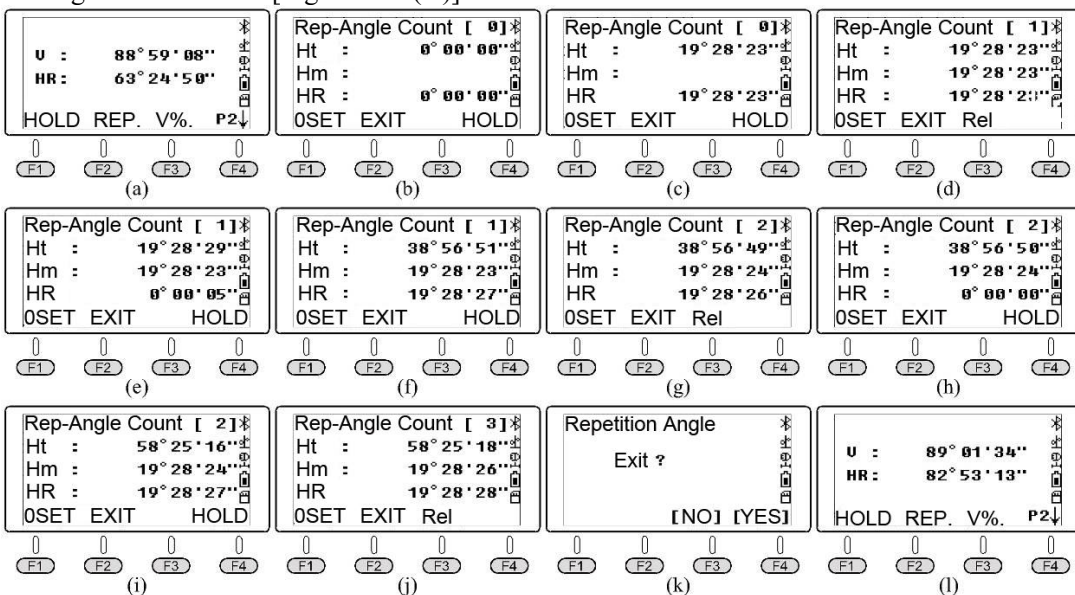 V : 88°59'08"
HR : 63°24'50"
HOLD REP. V%. P2↓
F1 F2 F3 F4
(a)
Rep-Angle Count [ 0]
Ht : 0°00'00"
Hm :
HR : 0°00'00"
0SET EXIT HOLD
F1 F2 F3 F4
(b)
Rep-Angle Count [ 0]
Ht : 19°28'23"
Hm :
HR 19°28'23"
0SET EXIT HOLD
F1 F2 F3 F4
(c)
Rep-Angle Count [ 1]
Ht : 19°28'23"
Hm : 19°28'23"
HR : 19°28'23"
0SET EXIT Rel
F1 F2 F3 F4
(d)
Rep-Angle Count [ 1]
Ht : 19°28'29"
Hm : 19°28'23"
HR 0°00'05"
0SET EXIT HOLD
F1 F2 F3 F4
(e)
Rep-Angle Count [ 1]
Ht : 38°56'51"
Hm : 19°28'23"
HR : 19°28'27"
0SET EXIT HOLD
F1 F2 F3 F4
(f)
Rep-Angle Count [ 2]
Ht : 38°56'49"
Hm : 19°28'24"
HR 19°28'26"
0SET EXIT Rel
F1 F2 F3 F4
(g)
Rep-Angle Count [ 2]
Ht : 38°56'50"
Hm : 19°28'24"
HR : 0°00'00"
0SET EXIT HOLD
F1 F2 F3 F4
(h)
Rep-Angle Count [ 2]
Ht : 58°25'16"
Hm : 19°28'24"
HR : 19°28'27"
0SET EXIT HOLD
F1 F2 F3 F4
(i)
Rep-Angle Count [ 3]
Ht : 58°25'18"
Hm : 19°28'26"
HR 19°28'28"
0SET EXIT Rel
F1 F2 F3 F4
(j)
Repetition Angle
Exit ?
[NO] [YES]
F1 F2 F3 F4
(k)
V : 89°01'34"
HR : 82°53'13"
HOLD REP. V%. P2↓
F1 F2 F3 F4
(l)